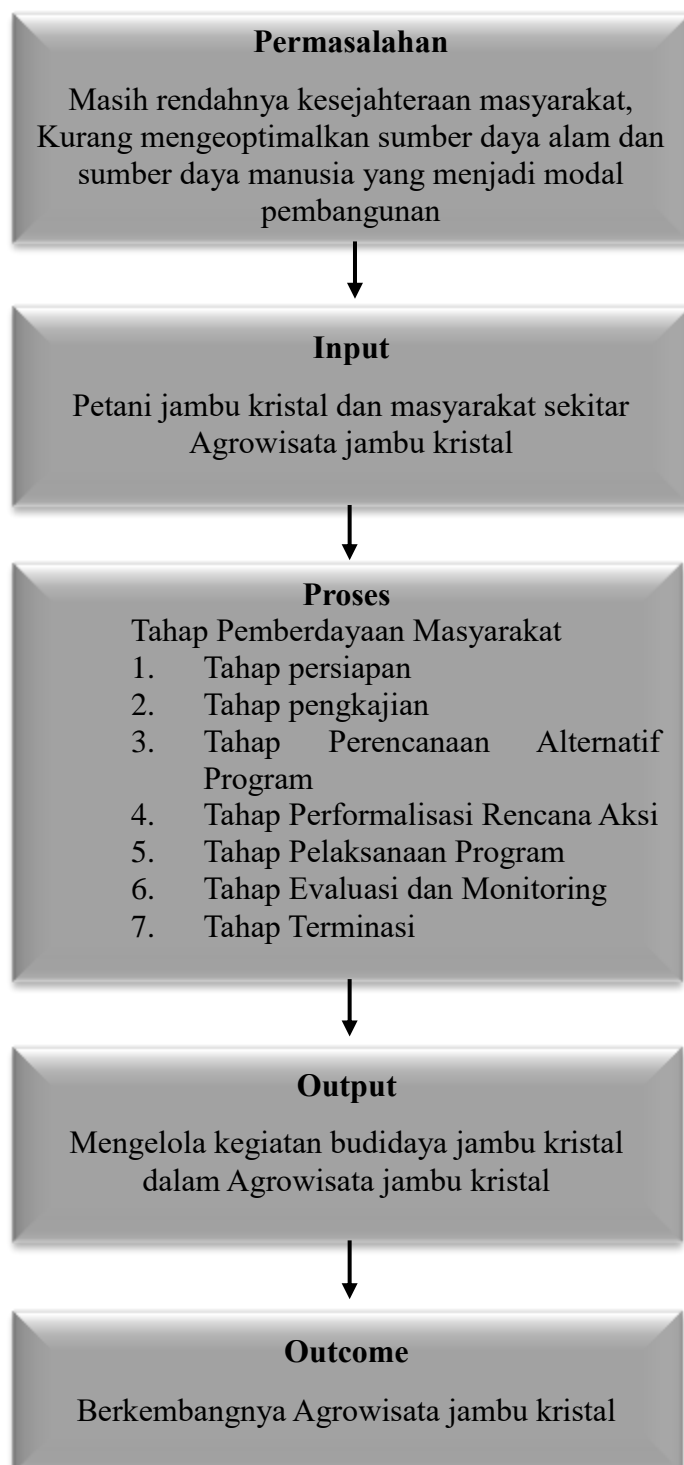 Permasalahan
Masih rendahnya kesejahteraan masyarakat,
Kurang mengeoptimalkan sumber daya alam dan
sumber daya manusia yang menjadi modal
pembangunan
Input
Petani jambu kristal dan masyarakat sekitar
Agrowisata jambu kristal
Proses
Tahap Pemberdayaan Masyarakat
1. Tahap persiapan
2. Tahap pengkajian
3. Tahap Perencanaan Alternatif
Program
4. Tahap Performalisasi Rencana Aksi
5. Tahap Pelaksanaan Program
6. Tahap Evaluasi dan Monitoring
7. Tahap Terminasi
Output
Mengelola kegiatan budidaya jambu kristal
dalam Agrowisata jambu kristal
Outcome
Berkembangnya Agrowisata jambu kristal